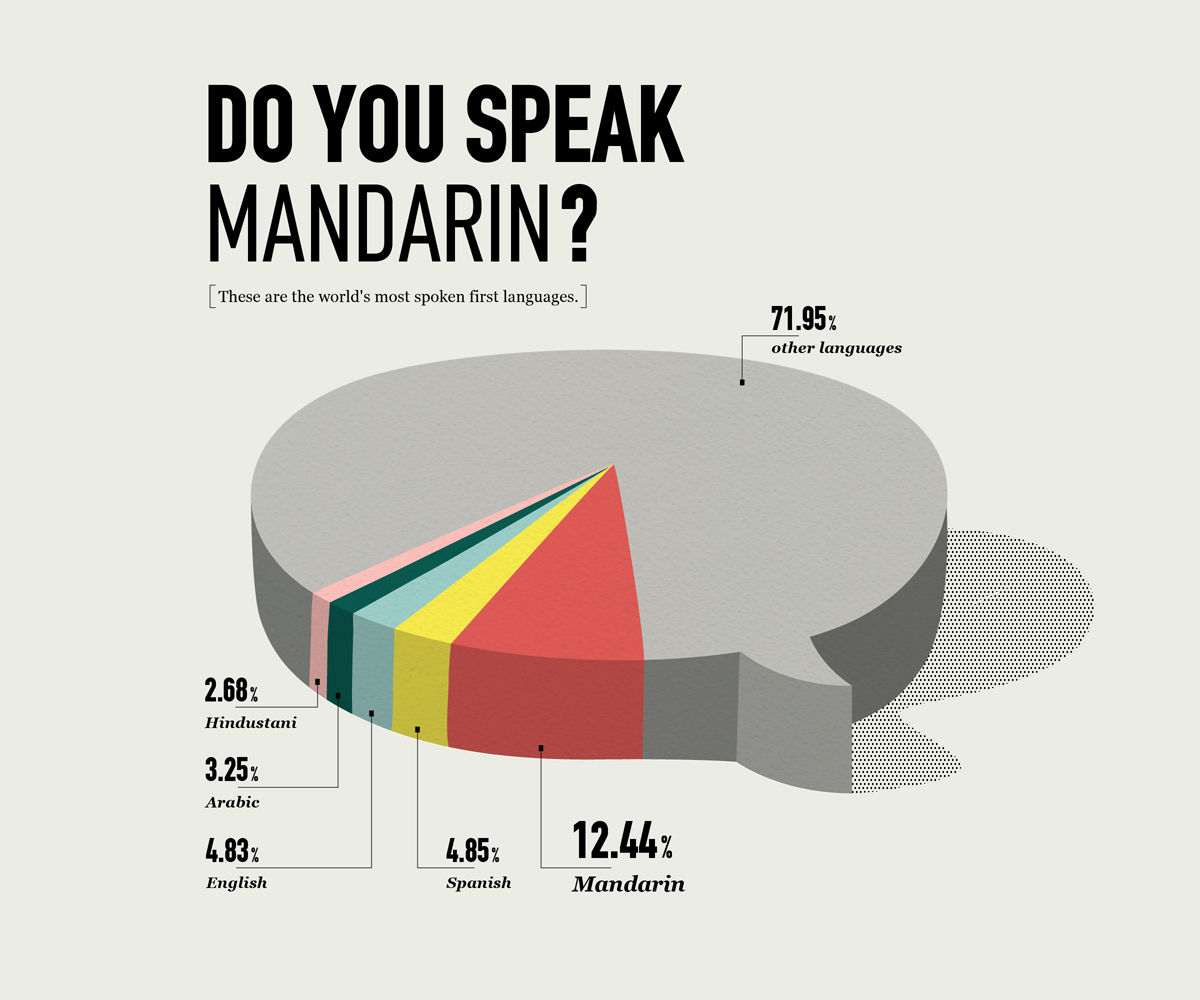 DO YOU SPEAK
MANDARIN?
[These are the world's most spoken first languages.]
71.95%
other languages
2.68%
Hindustani
3.25%
Arabic
4.83%
English
4.85%
Spanish
12.44%
Mandarin